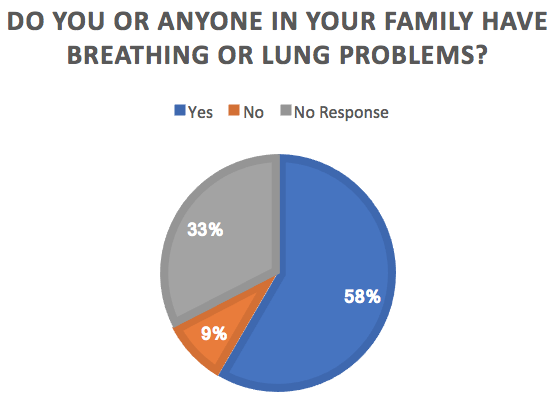 DO YOU OR ANYONE IN YOUR FAMILY HAVE
BREATHING OR LUNG PROBLEMS?
Yes No No Response
33%
58%
9%